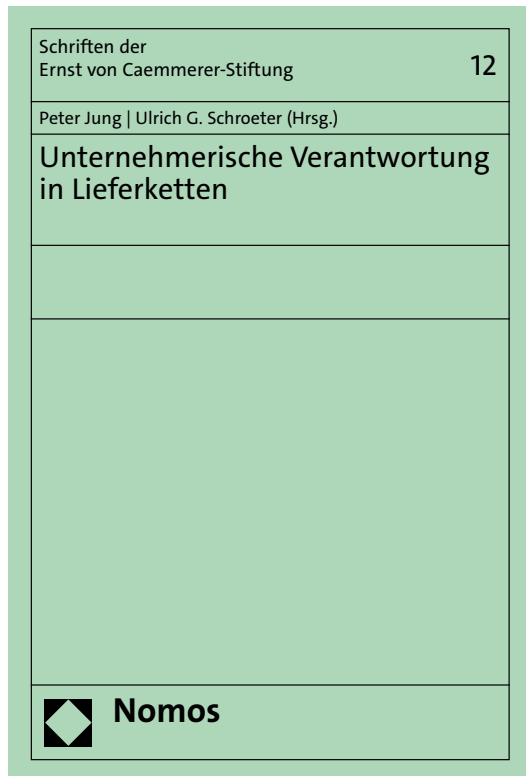 Schriften der
Ernst von Caemmerer-Stiftung
12
Peter Jung | Ulrich G. Schroeter (Hrsg.)
Unternehmerische Verantwortung
in Lieferketten
Nomos